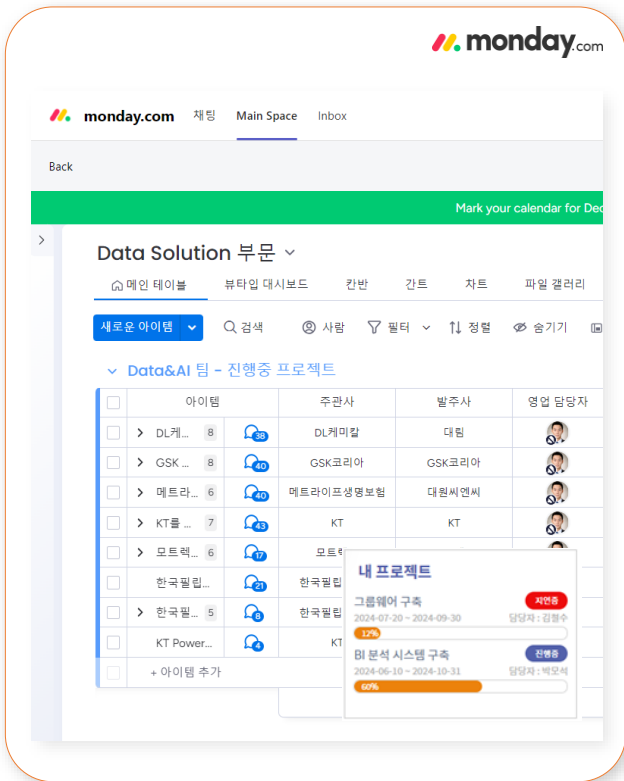 monday.com
monday.com 채팅 Main Space Inbox
Back
Mark your calendar for Dec
Data Solution 부문
메인 테이블 뷰타입 대시보드 칸반 간트 차트 파일 갤러리
새로운 아이템 검색 사람 필터 정렬 숨기기
Data&AI 팀 - 진행중 프로젝트
아이템 주관사 발주사 영업 담당자
DL케... 8 38 DL케미칼 대림
GSK ... 8 40 GSK코리아 GSK코리아
메트라... 6 40 메트라이프생명보험 대원씨엔씨
KT를 ... 7 43 KT KT
모트렉... 6 17 모트렉
한국필립... 21 한국필립
한국필... 5 8 한국필립
KT Power... 4 KT
+ 아이템 추가
내 프로젝트
그룹웨어 구축 지연중
2024-07-20 ~ 2024-09-30 담당자 : 김철수
12%
BI 분석 시스템 구축 진행중
2024-06-10 ~ 2024-10-31 담당자 : 박모석
60%